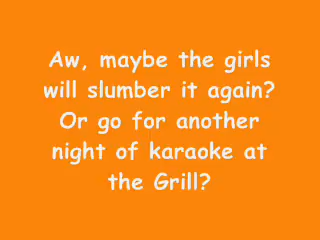 Aw, maybe the girls
will slumber it again?
Or go for another
night of karaoke at
the Grill?